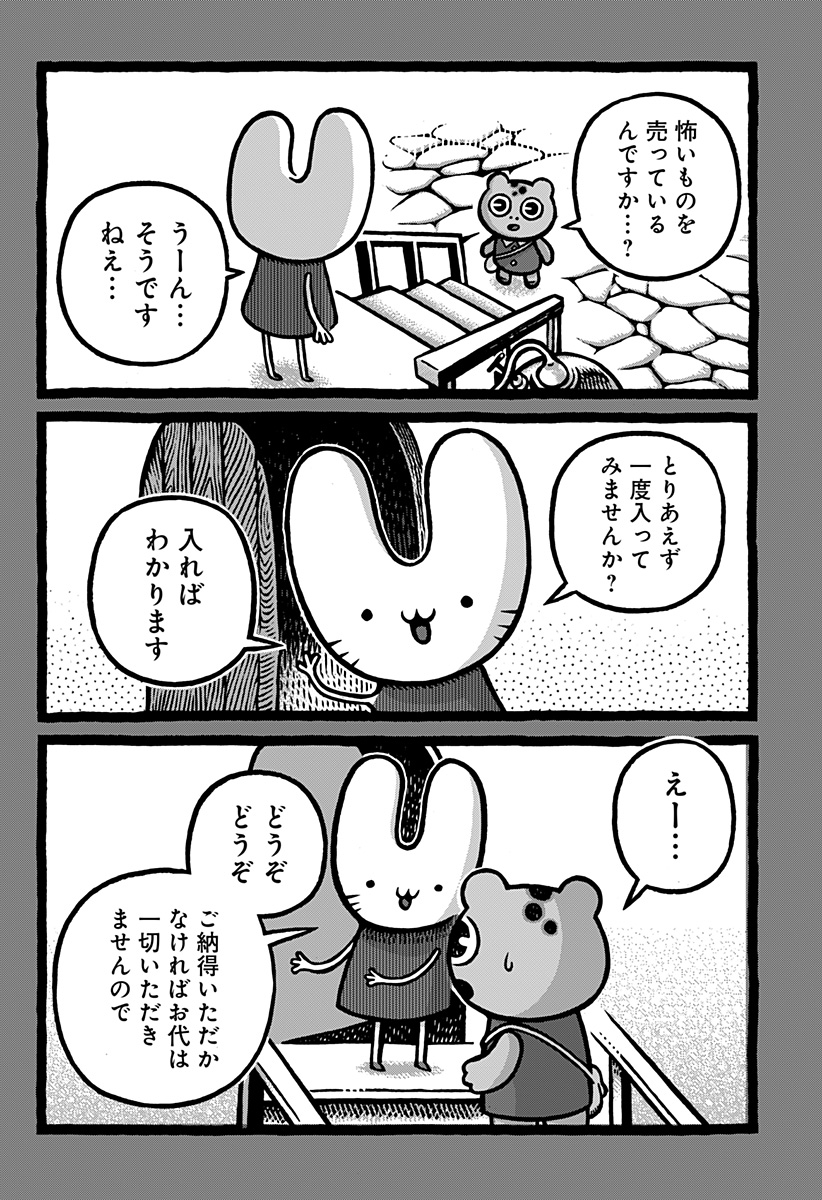 怖いものを
売っている
んですか…?
うーん…
そうです
ねえ…
とりあえず
一度入って
みませんか?
入れば
わかります
えー…
どうぞ
どうぞ
ご納得いただか
なければお代は
一切いただき
ませんので